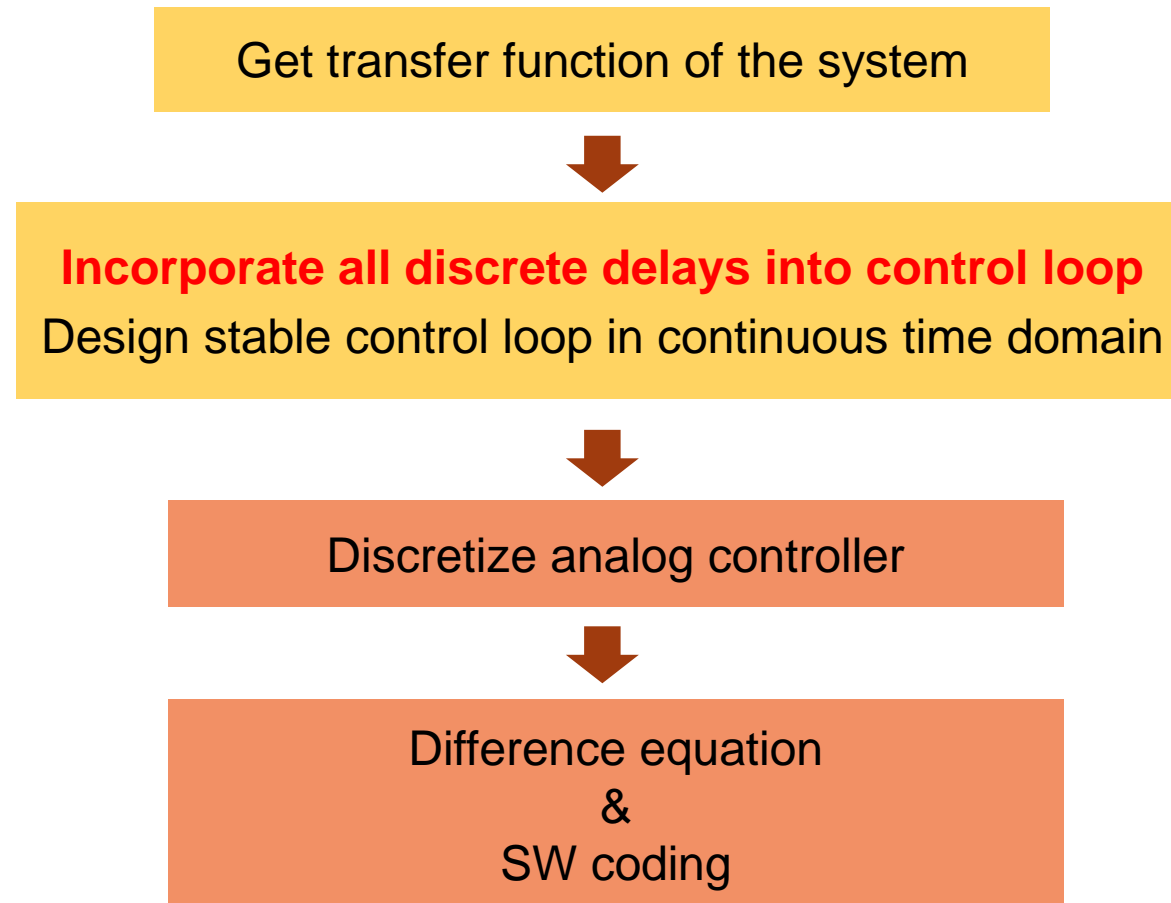 Get transfer function of the system
Incorporate all discrete delays into control loop
Design stable control loop in continuous time domain
Discretize analog controller
Difference equation
&
SW coding